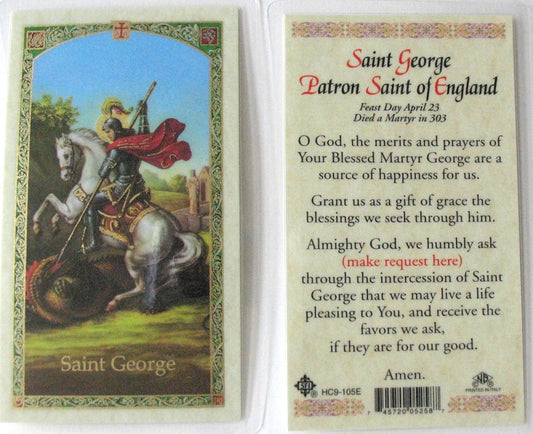 Saint George
Saint George
Patron Saint of England
Feast Day April 23
Died a Martyr in 303
O God, the merits and prayers of
Your Blessed Martyr George are a
source of happiness for us.
Grant us as a gift of grace the
blessings we seek through him.
Almighty God, we humbly ask
(make request here)
through the intercession of Saint
George that we may live a life
pleasing to You, and receive the
favors we ask,
if they are for our good.
Amen.
HC9-105E
PRINTED IN ITALY
7 45720 05258 7